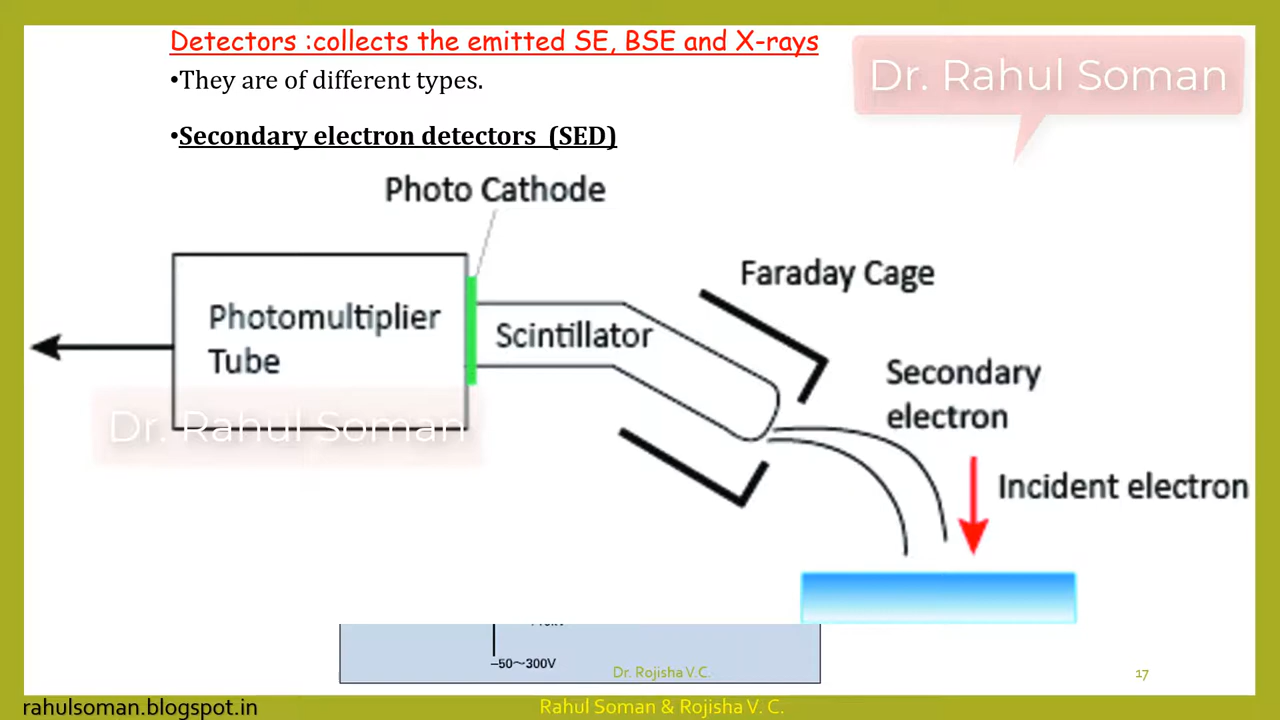 Detectors :collects the emitted SE, BSE and X-rays
Dr. Rahul Soman
•They are of different types.
•Secondary electron detectors (SED)
Photo Cathode
Faraday Cage
Photomultiplier
Tube
Scintillator
Secondary
electron
Dr. Rahul Soman
Incident electron
–50～300V
Dr. Rojisha V.C.
17
rahulsoman.blogspot.in
Rahul Soman & Rojisha V. C.